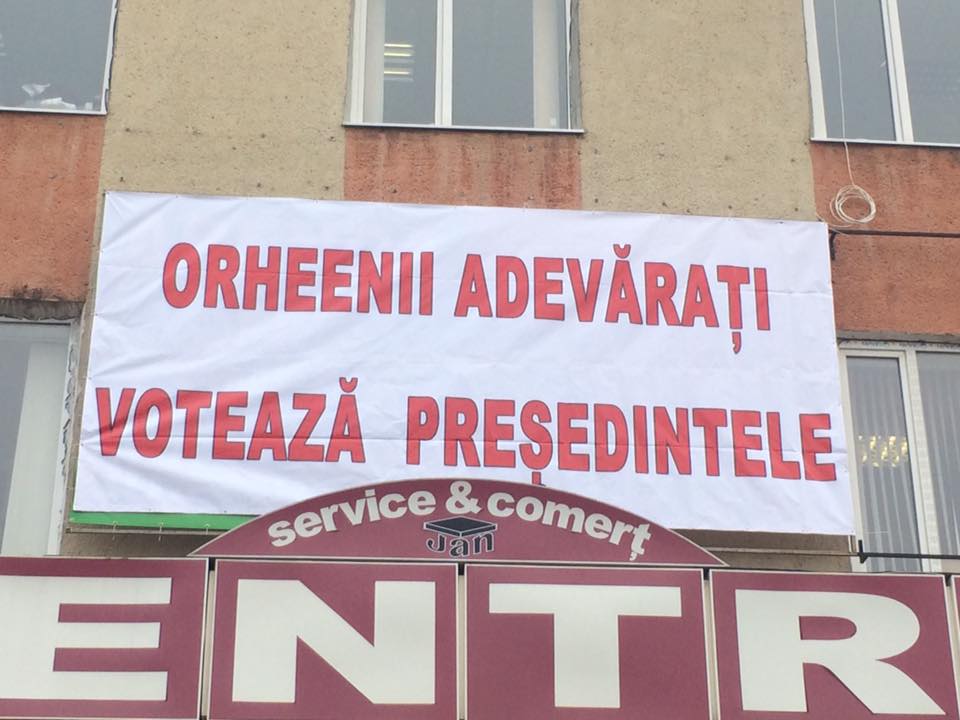 ORHEENII ADEVĂRAȚI
VOTEAZĂ PREȘEDINTELE
service & comerț
Jan
ENTR